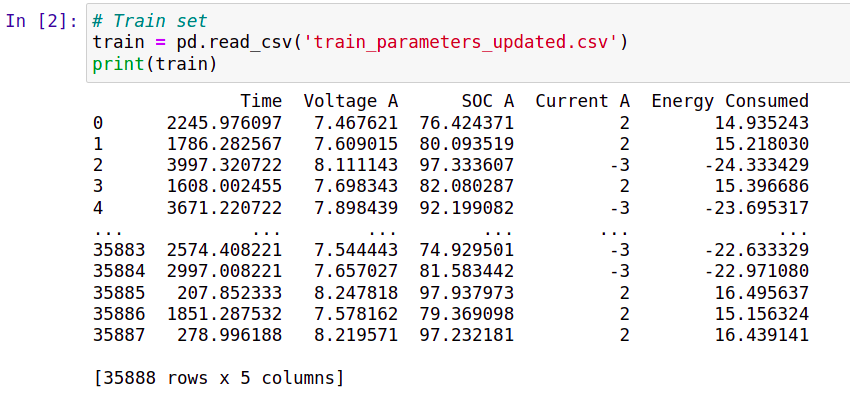 In [2]: # Train set
train = pd.read_csv('train_parameters_updated.csv')
print(train)
Time Voltage A SOC A Current A Energy Consumed
0 2245.976097 7.467621 76.424371 2 14.935243
1 1786.282567 7.609015 80.093519 2 15.218030
2 3997.320722 8.111143 97.333607 -3 -24.333429
3 1608.002455 7.698343 82.080287 2 15.396686
4 3671.220722 7.898439 92.199082 -3 -23.695317
... ... ... ... ... ...
35883 2574.408221 7.544443 74.929501 -3 -22.633329
35884 2997.008221 7.657027 81.583442 -3 -22.971080
35885 207.852333 8.247818 97.937973 2 16.495637
35886 1851.287532 7.578162 79.369098 2 15.156324
35887 278.996188 8.219571 97.232181 2 16.439141
[35888 rows x 5 columns]